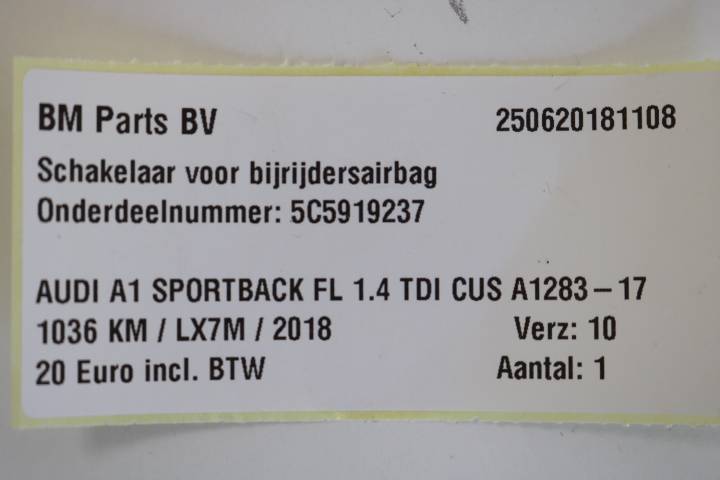 BM Parts BV 250620181108
Schakelaar voor bijrijdersairbag
Onderdeelnummer: 5C5919237
AUDI A1 SPORTBACK FL 1.4 TDI CUS A1283-17
1036 KM / LX7M / 2018 Verz: 10
20 Euro incl. BTW Aantal: 1